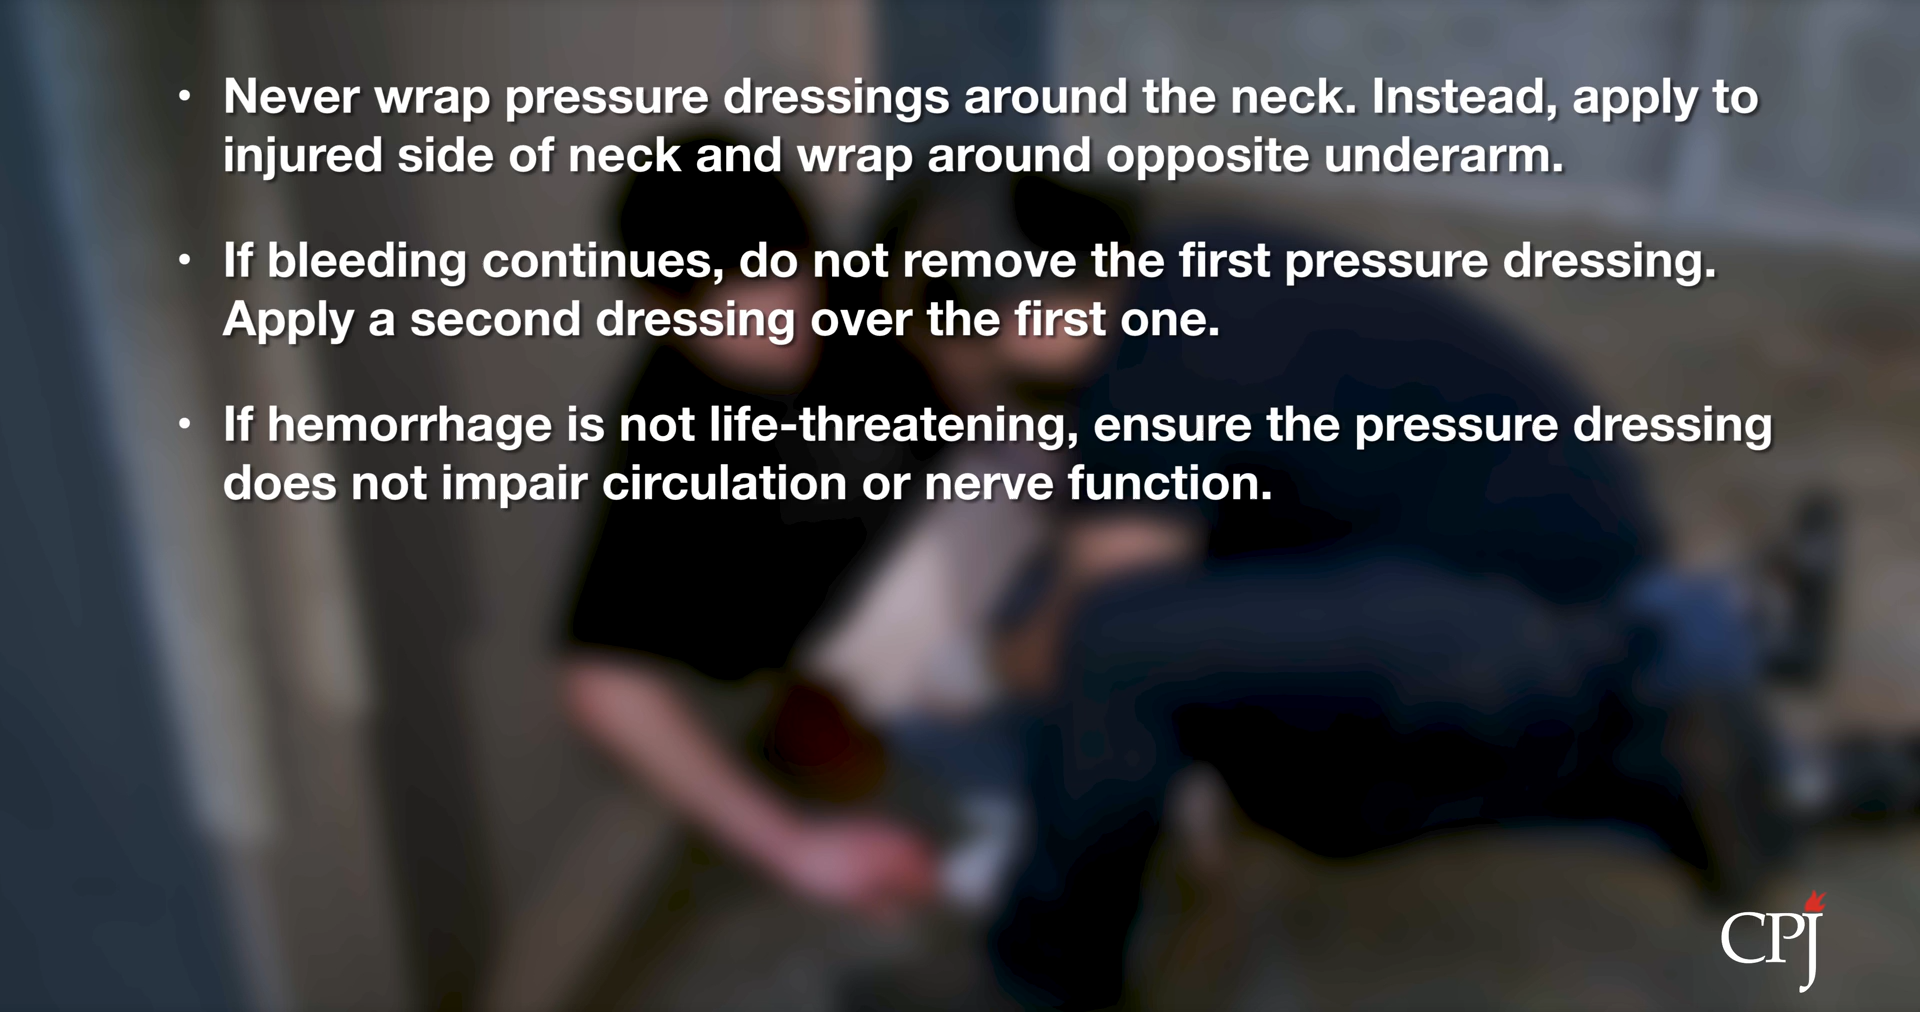 • Never wrap pressure dressings around the neck. Instead, apply to
injured side of neck and wrap around opposite underarm.
• If bleeding continues, do not remove the first pressure dressing.
Apply a second dressing over the first one.
• If hemorrhage is not life-threatening, ensure the pressure dressing
does not impair circulation or nerve function.
CPJ